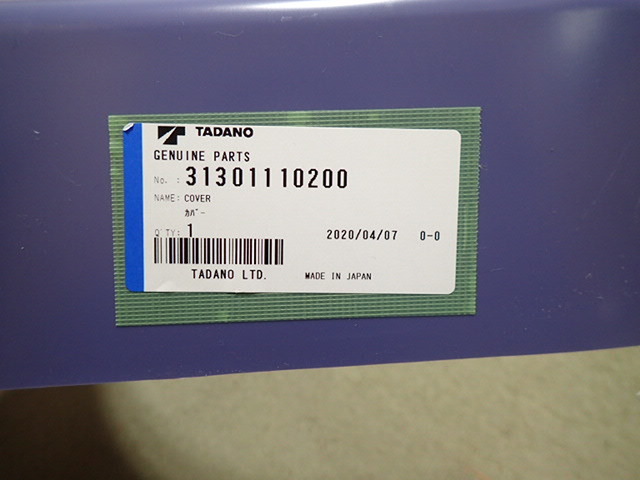 TADANO
GENUINE PARTS
No. : 31301110200
NAME: COVER
ｶﾊﾞｰ
Q'TY: 1
2020/04/07 0-0
TADANO LTD. MADE IN JAPAN